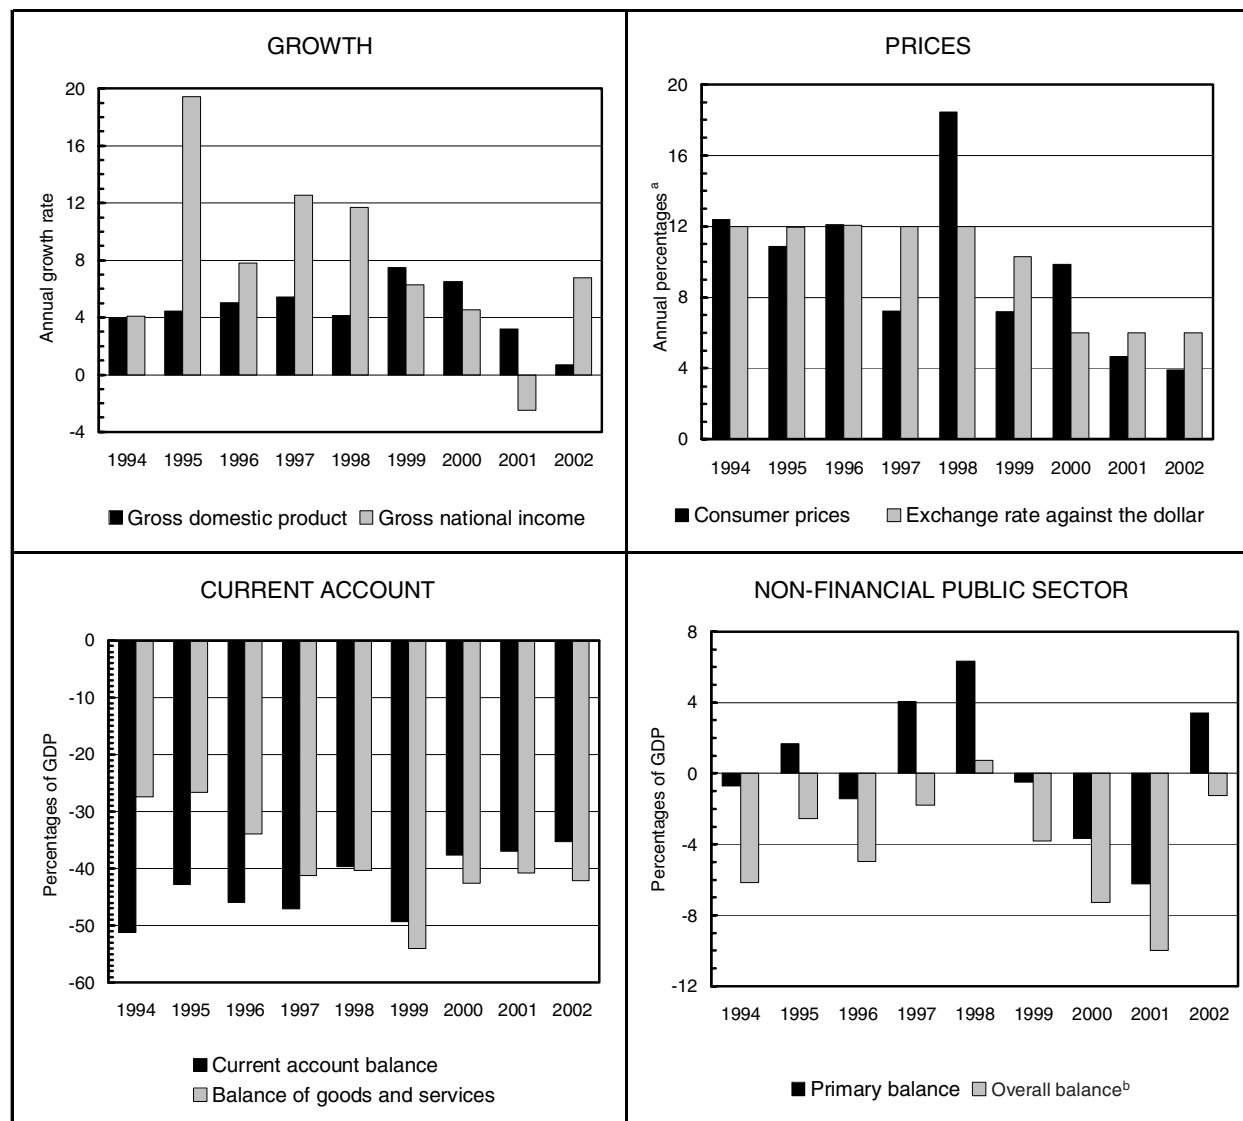 GROWTH
Annual growth rate
20
16
12
8
4
0
-4
1994 1995 1996 1997 1998 1999 2000 2001 2002
Gross domestic product Gross national income
PRICES
Annual percentages a
20
16
12
8
4
0
1994 1995 1996 1997 1998 1999 2000 2001 2002
Consumer prices Exchange rate against the dollar
CURRENT ACCOUNT
Percentages of GDP
0
-10
-20
-30
-40
-50
-60
1994 1995 1996 1997 1998 1999 2000 2001 2002
Current account balance
Balance of goods and services
NON-FINANCIAL PUBLIC SECTOR
Percentages of GDP
8
4
0
-4
-8
-12
1994 1995 1996 1997 1998 1999 2000 2001 2002
Primary balance Overall balance b